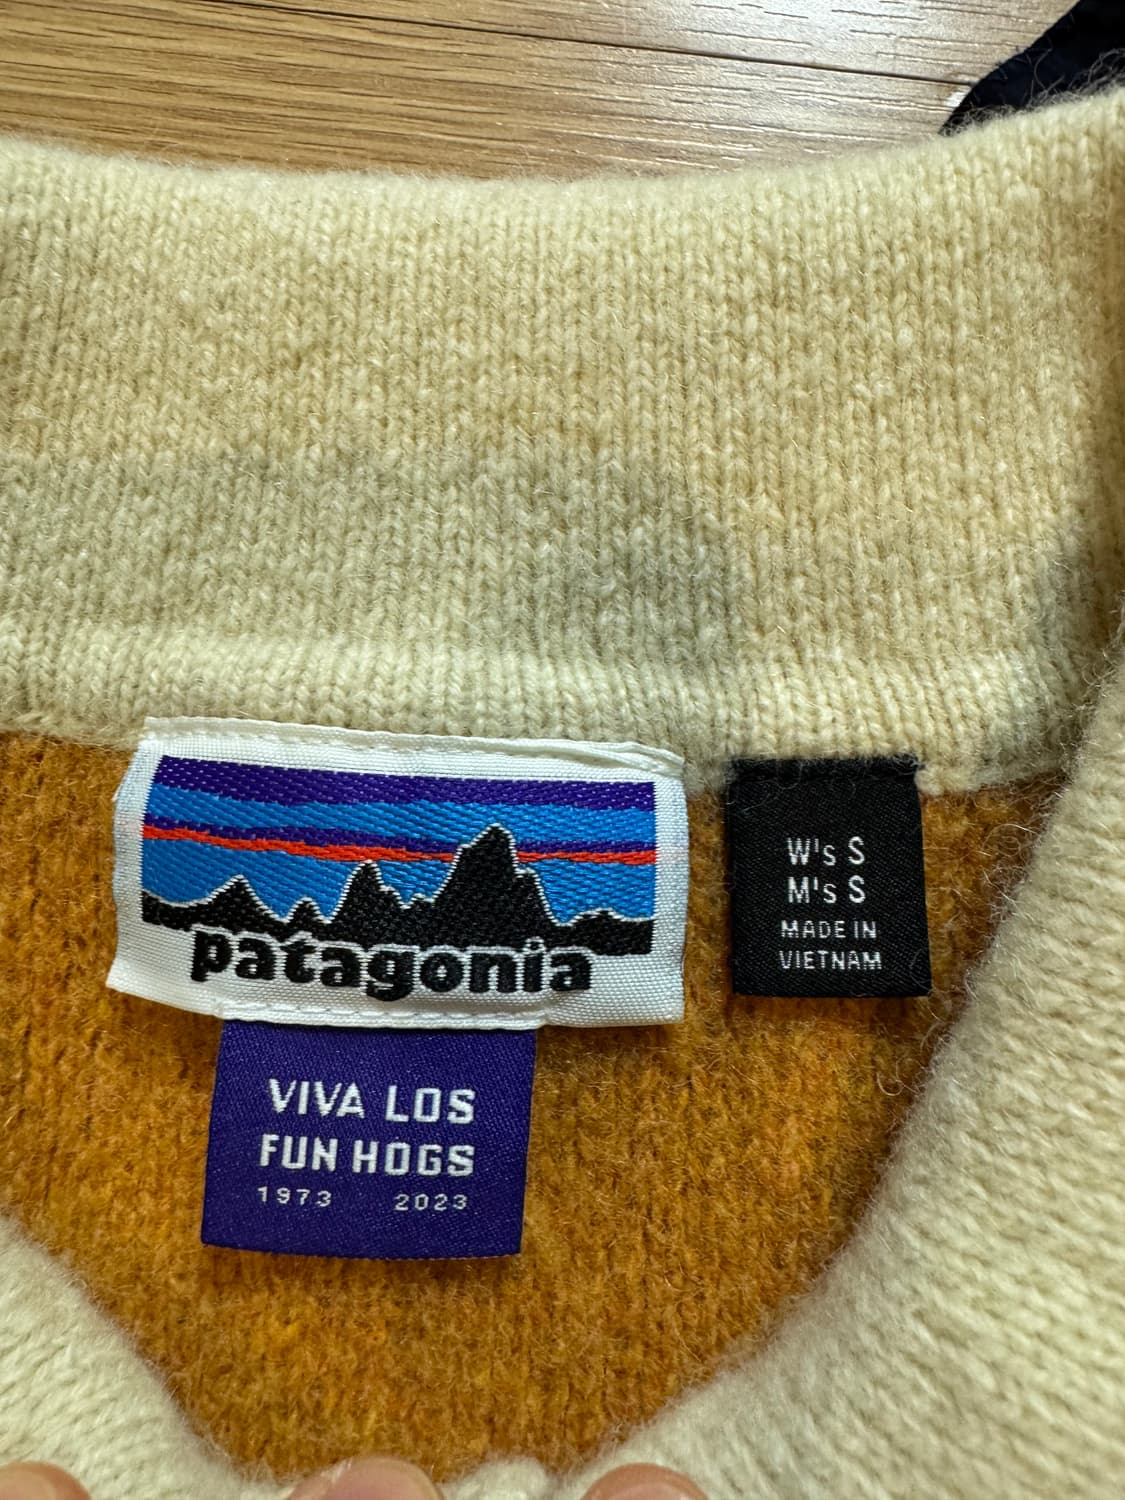 patagonia
VIVA LOS
FUN HOGS
1973 2023
W's S
M's S
MADE IN
VIETNAM